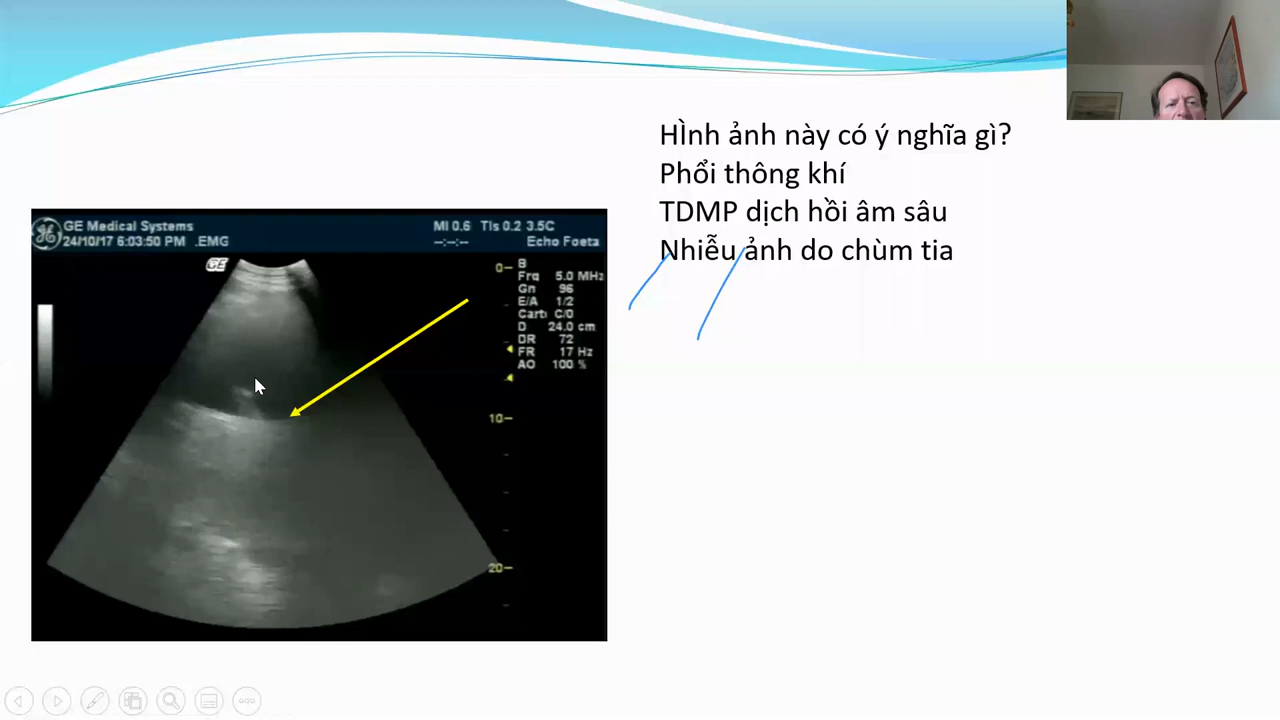 HÌnh ảnh này có ý nghĩa gì?
Phổi thông khí
TDMP dịch hồi âm sâu
Nhiễu ảnh do chùm tia
GE Medical Systems
MI 0.6 TIs 0.2 3.5C
24/10/17 6:03:50 PM .EMG
--:--:-- Echo Foeta
GE
0
B
Frq 5.0 MHz
Gn 96
E/A 1/2
Cart C/0
D 24.0 cm
DR 72
FR 17 Hz
AO 100 %
10
20